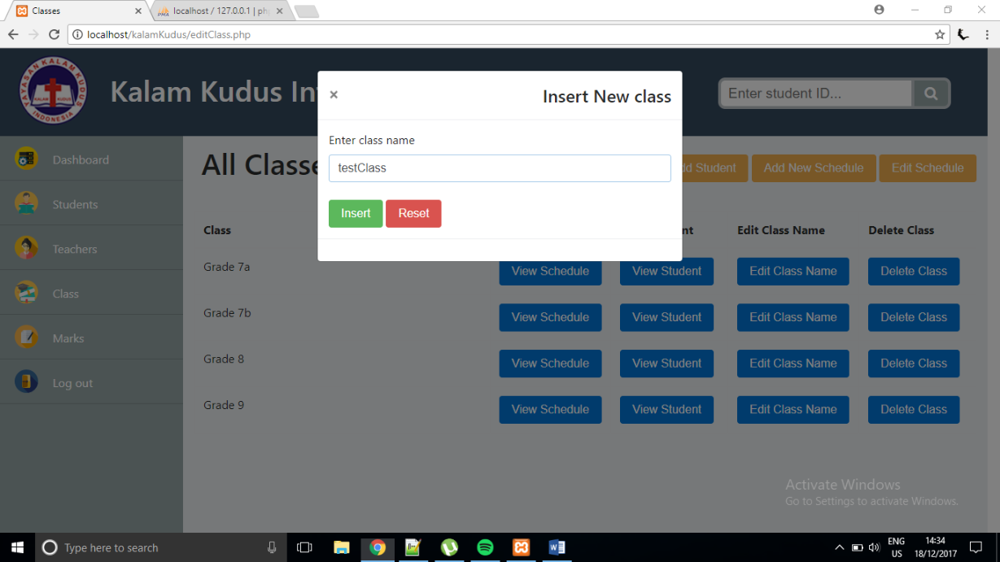 Classes
localhost / 127.0.0.1 | ph
localhost/kalamKudus/editClass.php
YAYASAN KALAM KUDUS
INDONESIA
KALAM KUDUS
Kalam Kudus In
Enter student ID...
×
Insert New class
Enter class name
testClass
Insert
Reset
Dashboard
Students
Teachers
Class
Marks
Log out
All Classe
dd Student
Add New Schedule
Edit Schedule
Class
nt
Edit Class Name
Delete Class
Grade 7a
View Schedule
View Student
Edit Class Name
Delete Class
Grade 7b
View Schedule
View Student
Edit Class Name
Delete Class
Grade 8
View Schedule
View Student
Edit Class Name
Delete Class
Grade 9
View Schedule
View Student
Edit Class Name
Delete Class
Activate Windows
Go to Settings to activate Windows.
Type here to search
ENG
US
14:34
18/12/2017